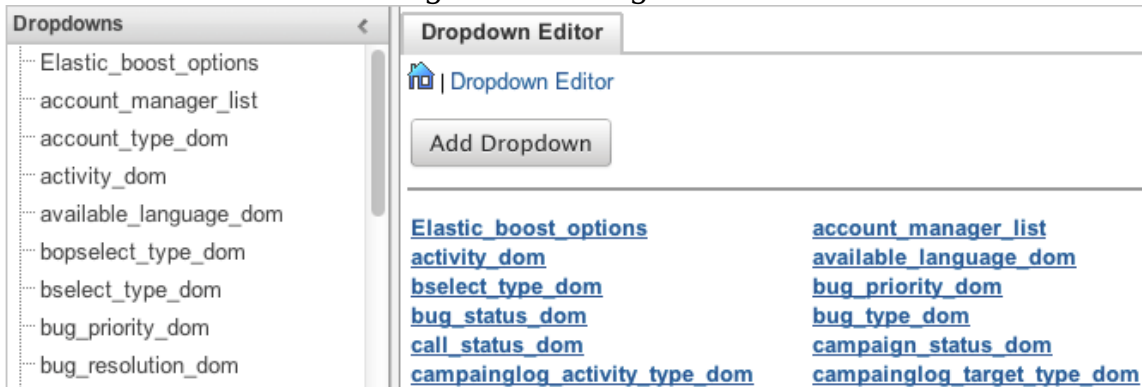 Dropdowns
Elastic_boost_options
account_manager_list
account_type_dom
activity_dom
available_language_dom
bopselect_type_dom
bselect_type_dom
bug_priority_dom
bug_resolution_dom
Dropdown Editor
| Dropdown Editor
Add Dropdown
Elastic_boost_options account_manager_list
activity_dom available_language_dom
bselect_type_dom bug_priority_dom
bug_status_dom bug_type_dom
call_status_dom campaign_status_dom
campainglog_activity_type_dom campainglog_target_type_dom